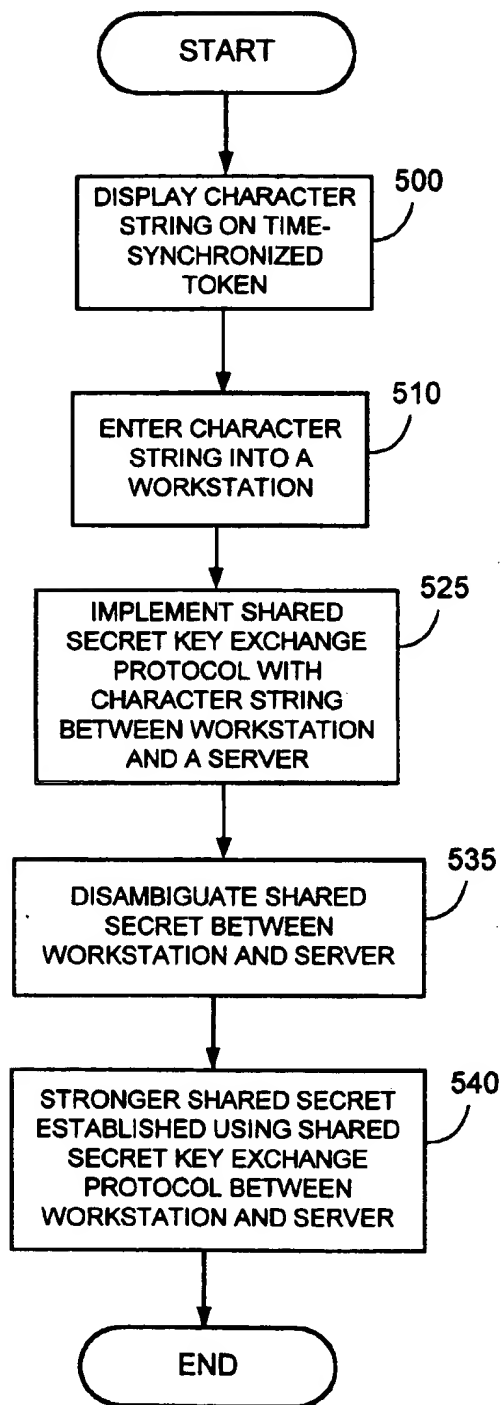 START
500
DISPLAY CHARACTER
STRING ON TIME-
SYNCHRONIZED
TOKEN
510
ENTER CHARACTER
STRING INTO A
WORKSTATION
525
IMPLEMENT SHARED
SECRET KEY EXCHANGE
PROTOCOL WITH
CHARACTER STRING
BETWEEN WORKSTATION
AND A SERVER
535
DISAMBIGUATE SHARED
SECRET BETWEEN
WORKSTATION AND SERVER
540
STRONGER SHARED SECRET
ESTABLISHED USING SHARED
SECRET KEY EXCHANGE
PROTOCOL BETWEEN
WORKSTATION AND SERVER
END